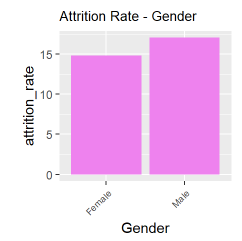 Attrition Rate - Gender
attrition_rate
15
10
5
0
Female
Male
Gender